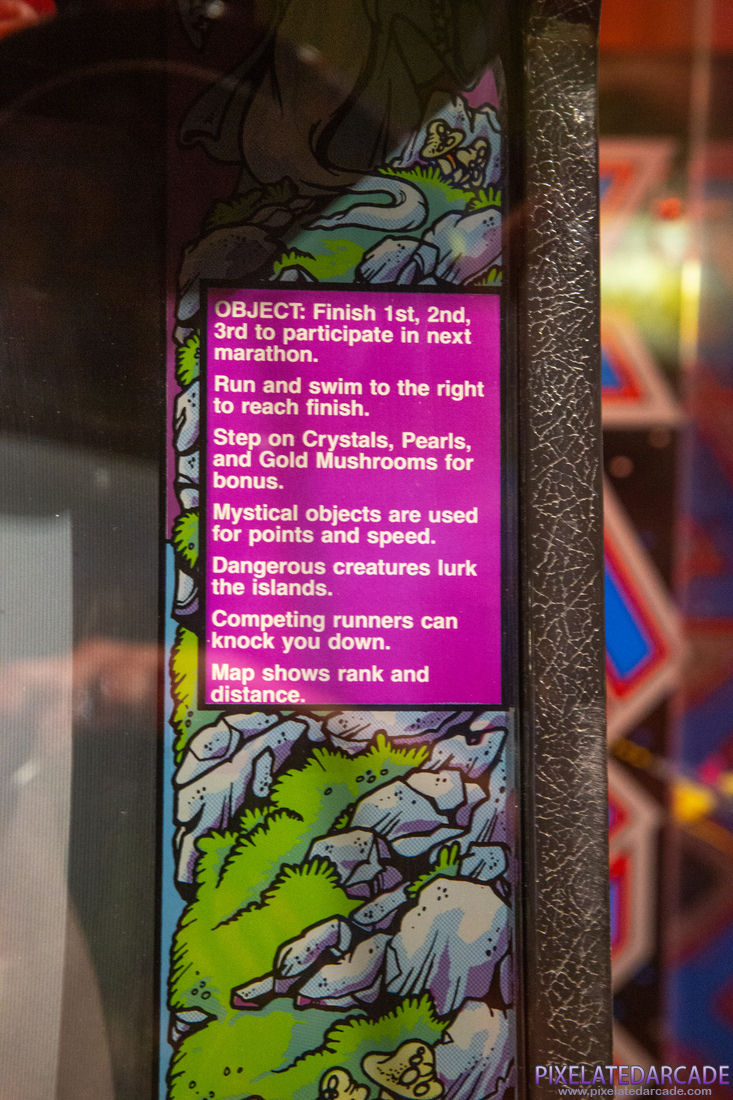 OBJECT: Finish 1st, 2nd,
3rd to participate in next
marathon.
Run and swim to the right
to reach finish.
Step on Crystals, Pearls,
and Gold Mushrooms for
bonus.
Mystical objects are used
for points and speed.
Dangerous creatures lurk
the islands.
Competing runners can
knock you down.
Map shows rank and
distance.
PIXELATEDARCADE
www.pixelatedarcade.com